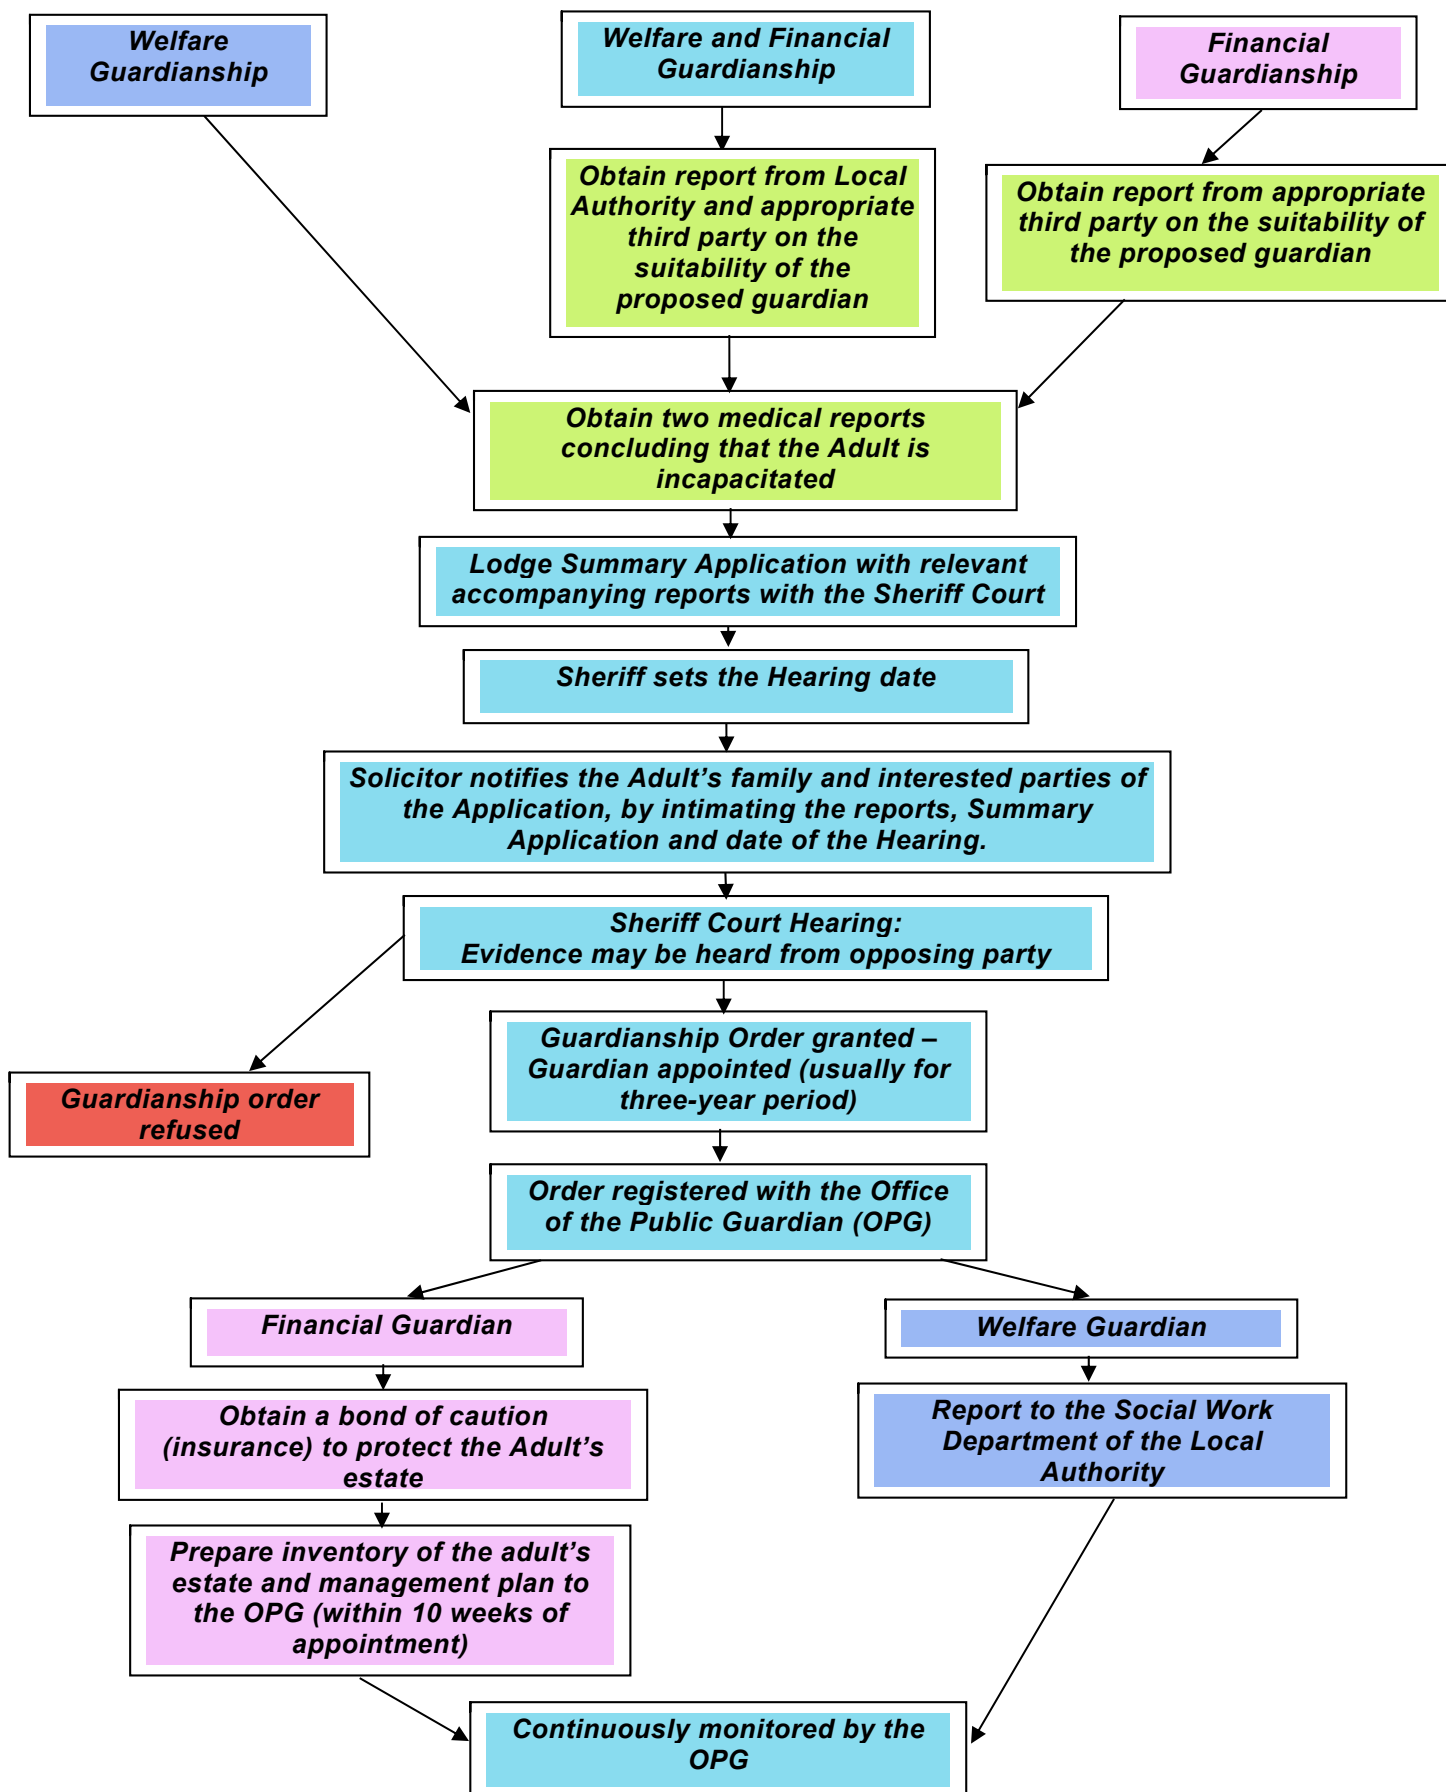 Welfare
Guardianship
Welfare and Financial
Guardianship
Financial
Guardianship
Obtain report from Local
Authority and appropriate
third party on the
suitability of the
proposed guardian
Obtain report from appropriate
third party on the suitability of
the proposed guardian
Obtain two medical reports
concluding that the Adult is
incapacitated
Lodge Summary Application with relevant
accompanying reports with the Sheriff Court
Sheriff sets the Hearing date
Solicitor notifies the Adult’s family and interested parties of
the Application, by intimating the reports, Summary
Application and date of the Hearing.
Sheriff Court Hearing:
Evidence may be heard from opposing party
Guardianship Order granted –
Guardian appointed (usually for
three-year period)
Guardianship order
refused
Order registered with the Office
of the Public Guardian (OPG)
Financial Guardian
Welfare Guardian
Obtain a bond of caution
(insurance) to protect the Adult’s
estate
Report to the Social Work
Department of the Local
Authority
Prepare inventory of the adult’s
estate and management plan to
the OPG (within 10 weeks of
appointment)
Continuously monitored by the
OPG